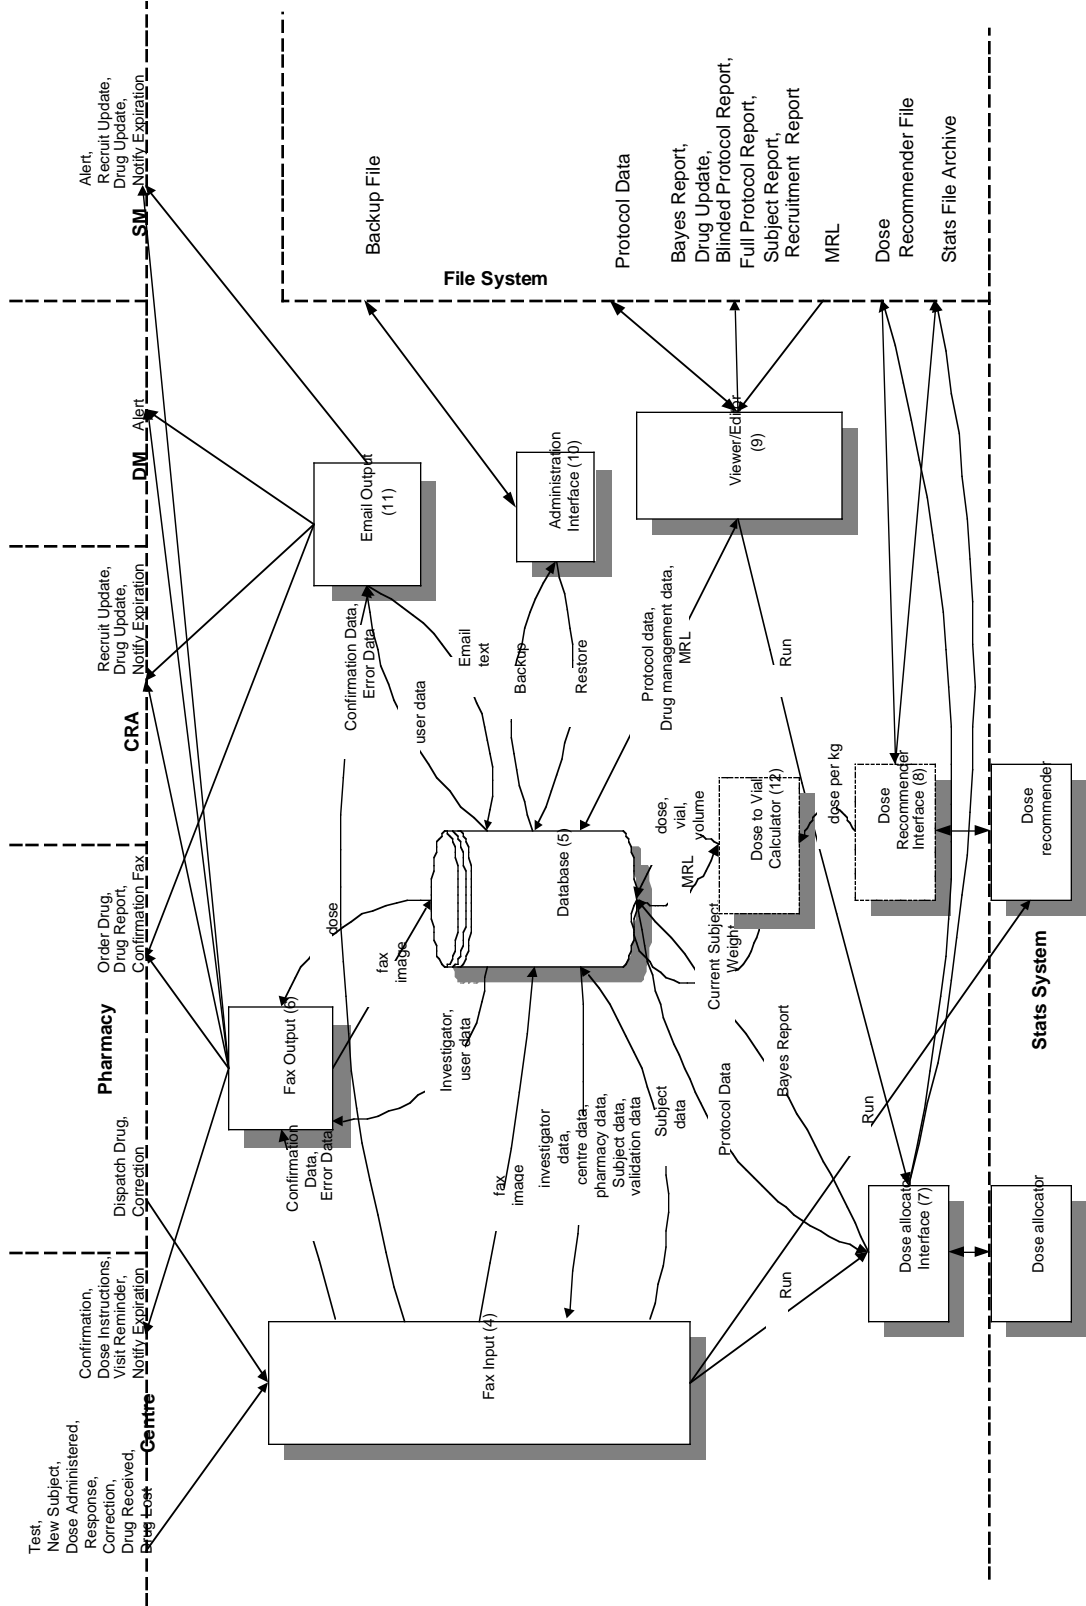 Test,
New Subject,
Dose Administered,
Response,
Correction,
Drug Received,
Drug Lost
Centre
Confirmation,
Dose Instructions,
Visit Reminder,
Notify Expiration
Dispatch Drug,
Correction
Pharmacy
Order Drug,
Drug Report,
Confirmation Fax
CRA
Recruit Update,
Drug Update,
Notify Expiration
DM
Alert
SM
Alert,
Recruit Update,
Drug Update,
Notify Expiration
Fax Input (4)
Confirmation
Data,
Error Data
Fax Output (6)
dose
fax
image
Investigator,
user data
fax
image
investigator
data,
centre data,
pharmacy data,
Subject data,
validation data
Subject
data
Database (5)
Confirmation Data,
Error Data
user data
Email
text
Email Output
(11)
Backup
Restore
Administration
Interface (10)
Protocol data,
Drug management data,
MRL
Viewer/Editor
(9)
Run
File System
Backup File
Protocol Data
Bayes Report,
Drug Update,
Blinded Protocol Report,
Full Protocol Report,
Subject Report,
Recruitment Report
MRL
Dose
Recommender File
Stats File Archive
dose,
vial,
volume
MRL
Dose to Vial
Calculator (12)
dose per kg
Current Subject
Weight
Protocol Data
Bayes Report
Run
Run
Dose allocator
Interface (7)
Dose
Recommender
Interface (8)
Dose allocator
Stats System
Dose
recommender